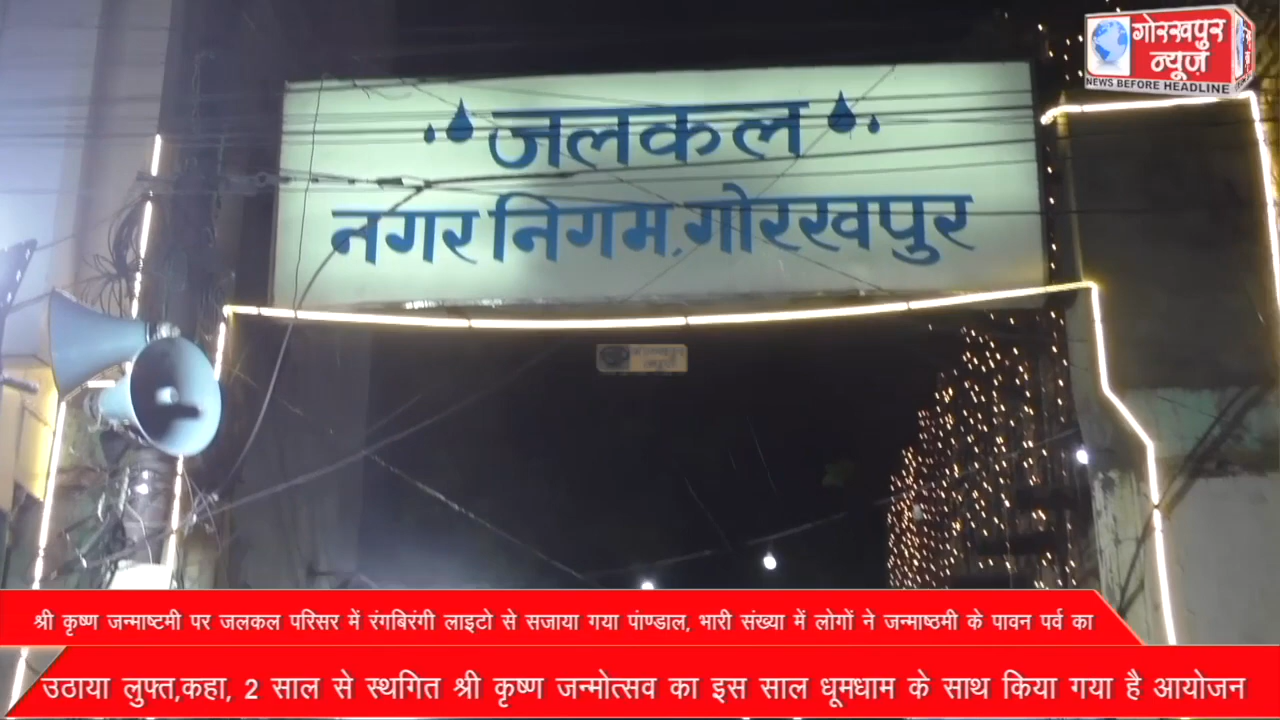 गोरखपुर
न्यूज़
NEWS BEFORE HEADLINE
जलकल
नगर निगम,गोरखपुर
श्री कृष्ण जन्माष्टमी पर जलकल परिसर में रंगबिरंगी लाइटो से सजाया गया पांण्डाल, भारी संख्या में लोगों ने जन्माष्ठमी के पावन पर्व का
उठाया लुफ्त,कहा, 2 साल से स्थगित श्री कृष्ण जन्मोत्सव का इस साल धूमधाम के साथ किया गया है आयोजन